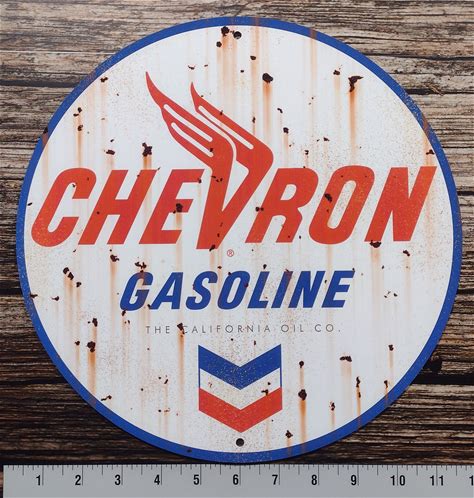 CHEVRON
®
GASOLINE
THE CALIFORNIA OIL CO.
1 2 3 4 5 6 7 8 9 10 11